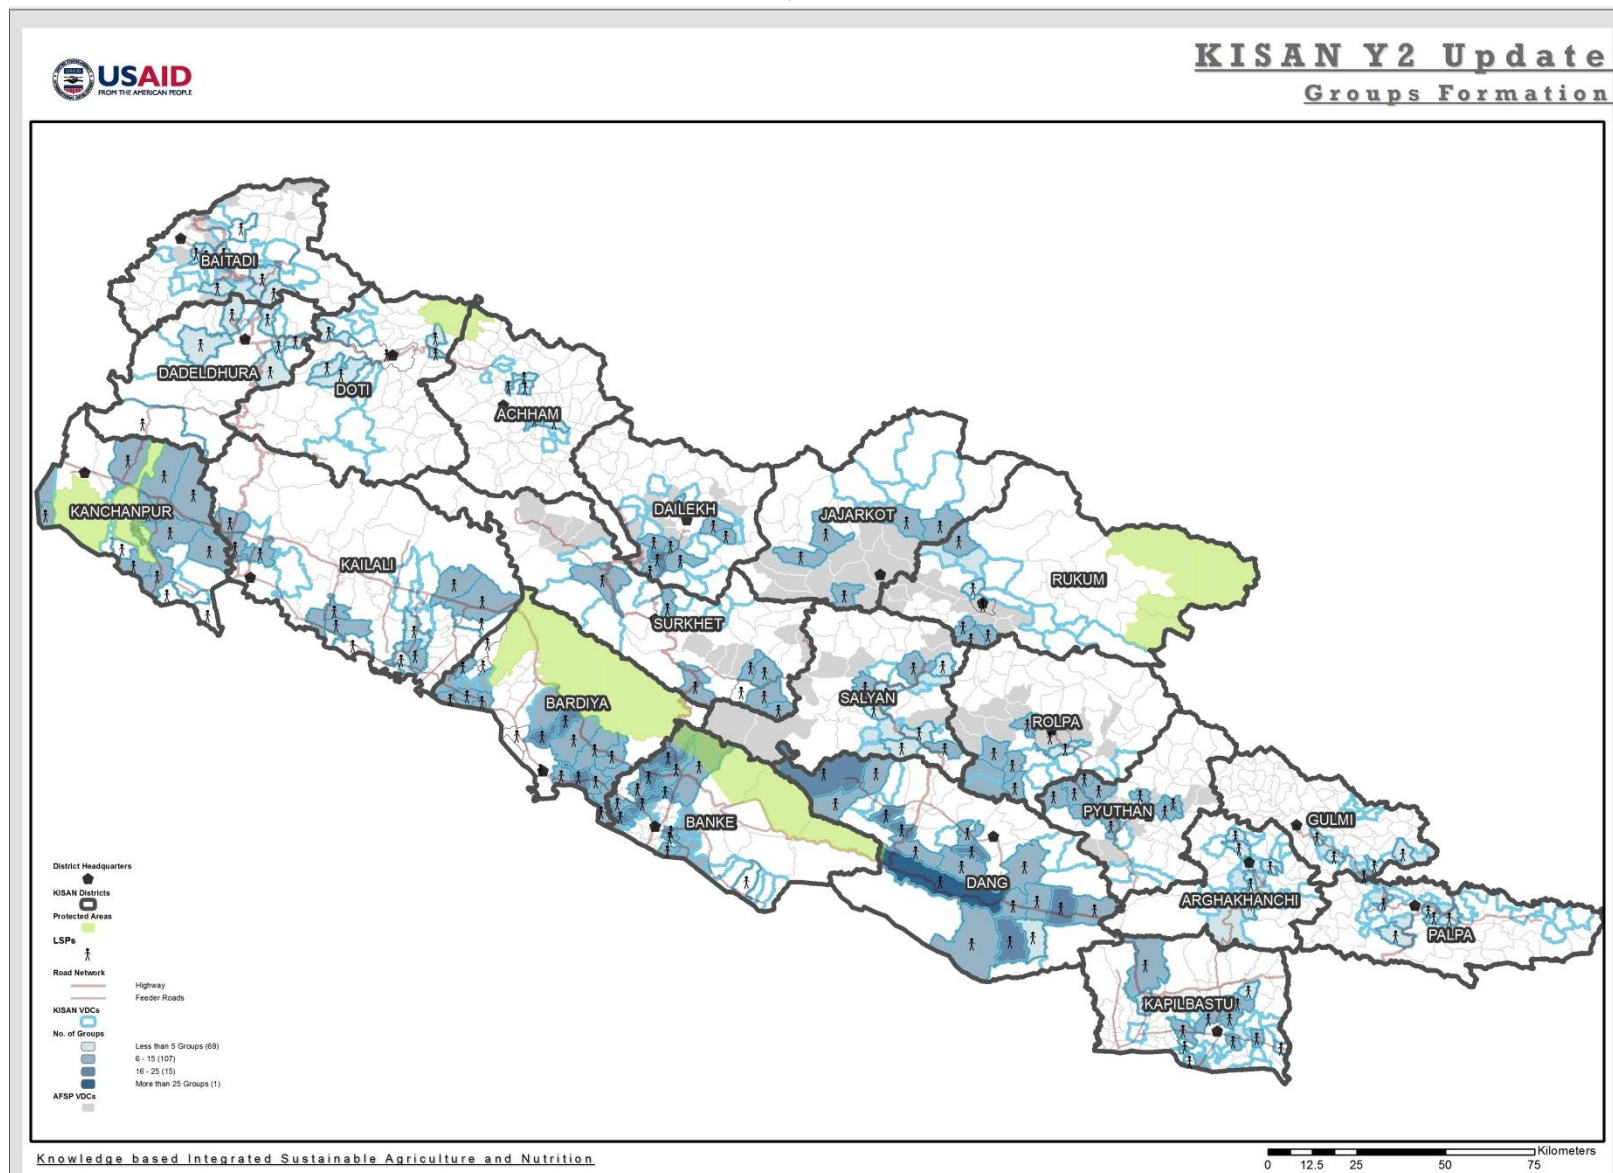 KISAN Y2 Update
Groups Formation
USAID
FROM THE AMERICAN PEOPLE
BAITADI
DADELDHURA
DOTI
ACHHAM
KANCHANPUR
DAILEKH
JAJARKOT
KAILALI
RUKUM
SURKHET
BARDIYA
SALYAN
ROLPA
PYUTHAN
GULMI
BANKE
DANG
ARGHAKHANCHI
PALPA
KAPILBASTU
District Headquarters
KISAN Districts
Protected Areas
LSPs
Road Network
Highway
Feeder Roads
KISAN VDCs
No. of Groups
Less than 5 Groups (69)
6 - 15 (107)
16 - 25 (15)
More than 25 Groups (1)
AFSP VDCs
Knowledge based Integrated Sustainable Agriculture and Nutrition
Kilometers
0 12.5 25 50 75